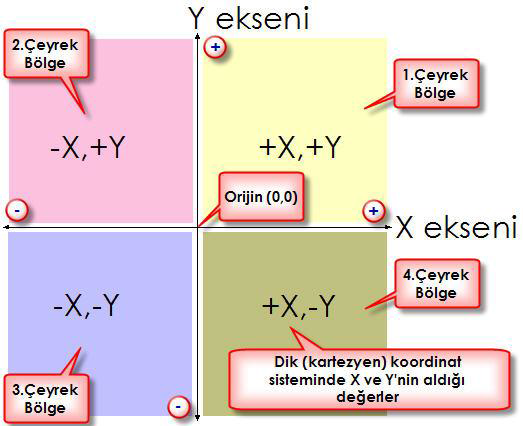 Y ekseni
2.Çeyrek
Bölge
+
1.Çeyrek
Bölge
-X,+Y
+X,+Y
Orijin (0,0)
-
+
X ekseni
-X,-Y
+X,-Y
4.Çeyrek
Bölge
Dik (kartezyen) koordinat
sisteminde X ve Y'nin aldığı
değerler
3.Çeyrek
Bölge
-